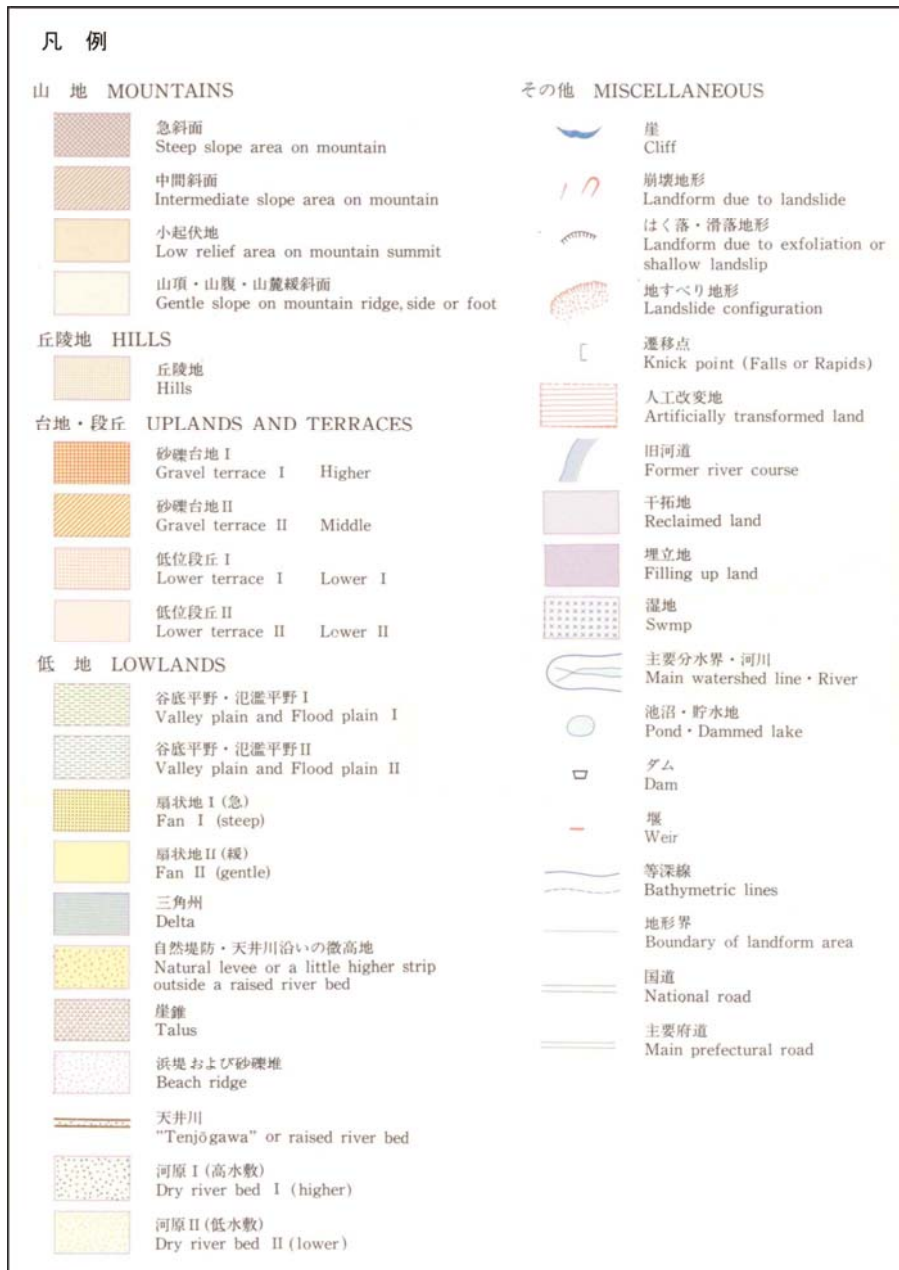 凡 例
山 地 MOUNTAINS
急斜面
Steep slope area on mountain
中間斜面
Intermediate slope area on mountain
小起伏地
Low relief area on mountain summit
山頂・山腹・山麓緩斜面
Gentle slope on mountain ridge, side or foot
丘陵地 HILLS
丘陵地
Hills
台地・段丘 UPLANDS AND TERRACES
砂礫台地 I
Gravel terrace I Higher
砂礫台地 II
Gravel terrace II Middle
低位段丘 I
Lower terrace I Lower I
低位段丘 II
Lower terrace II Lower II
低 地 LOWLANDS
谷底平野・氾濫平野 I
Valley plain and Flood plain I
谷底平野・氾濫平野 II
Valley plain and Flood plain II
扇状地 I (急)
Fan I (steep)
扇状地 II (緩)
Fan II (gentle)
三角州
Delta
自然堤防・天井川沿いの微高地
Natural levee or a little higher strip
outside a raised river bed
崖錐
Talus
浜堤および砂礫堆
Beach ridge
天井川
"Tenjōgawa" or raised river bed
河原 I (高水敷)
Dry river bed I (higher)
河原 II (低水敷)
Dry river bed II (lower)
その他 MISCELLANEOUS
崖
Cliff
崩壊地形
Landform due to landslide
はく落・滑落地形
Landform due to exfoliation or
shallow landslip
地すべり地形
Landslide configuration
遷移点
Knick point (Falls or Rapids)
人工改変地
Artificially transformed land
旧河道
Former river course
干拓地
Reclaimed land
埋立地
Filling up land
湿地
Swmp
主要分水界・河川
Main watershed line・River
池沼・貯水地
Pond・Dammed lake
ダム
Dam
堰
Weir
等深線
Bathymetric lines
地形界
Boundary of landform area
国道
National road
主要府道
Main prefectural road